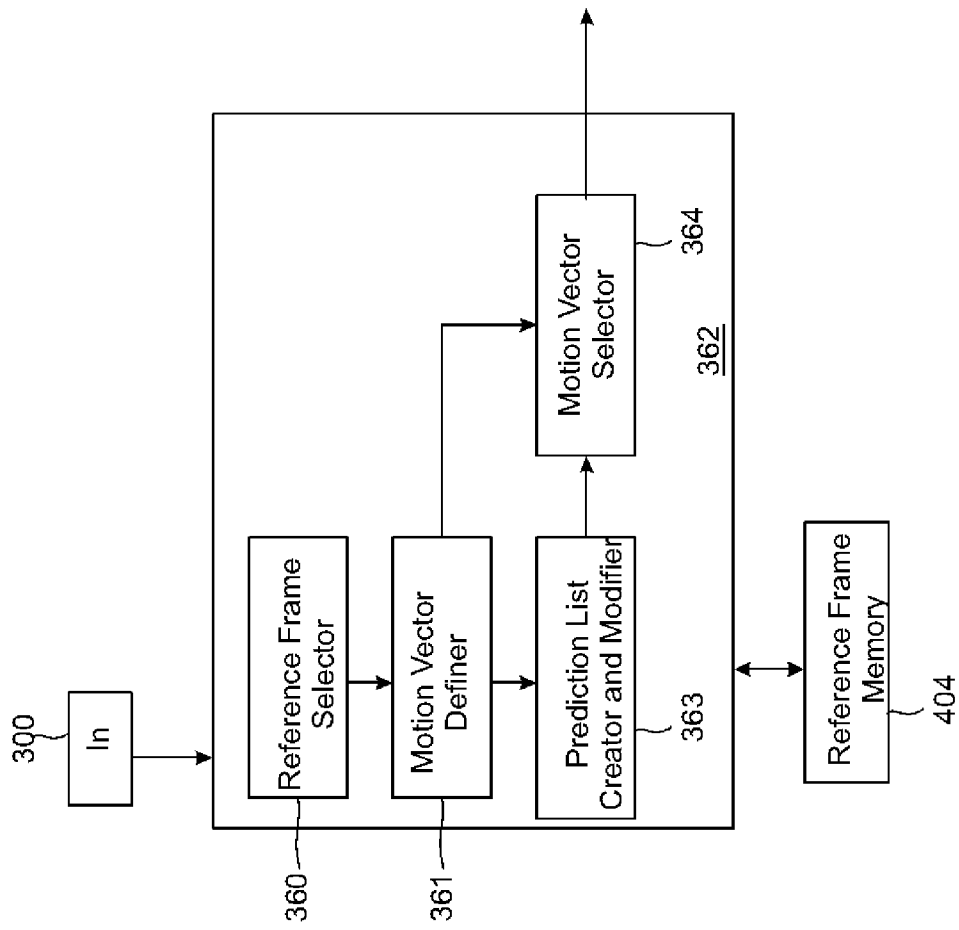 300
In
Reference Frame
Selector
360
Motion Vector
Definer
361
Prediction List
Creator and Modifier
363
Motion Vector
Selector
364
362
Reference Frame
Memory
404